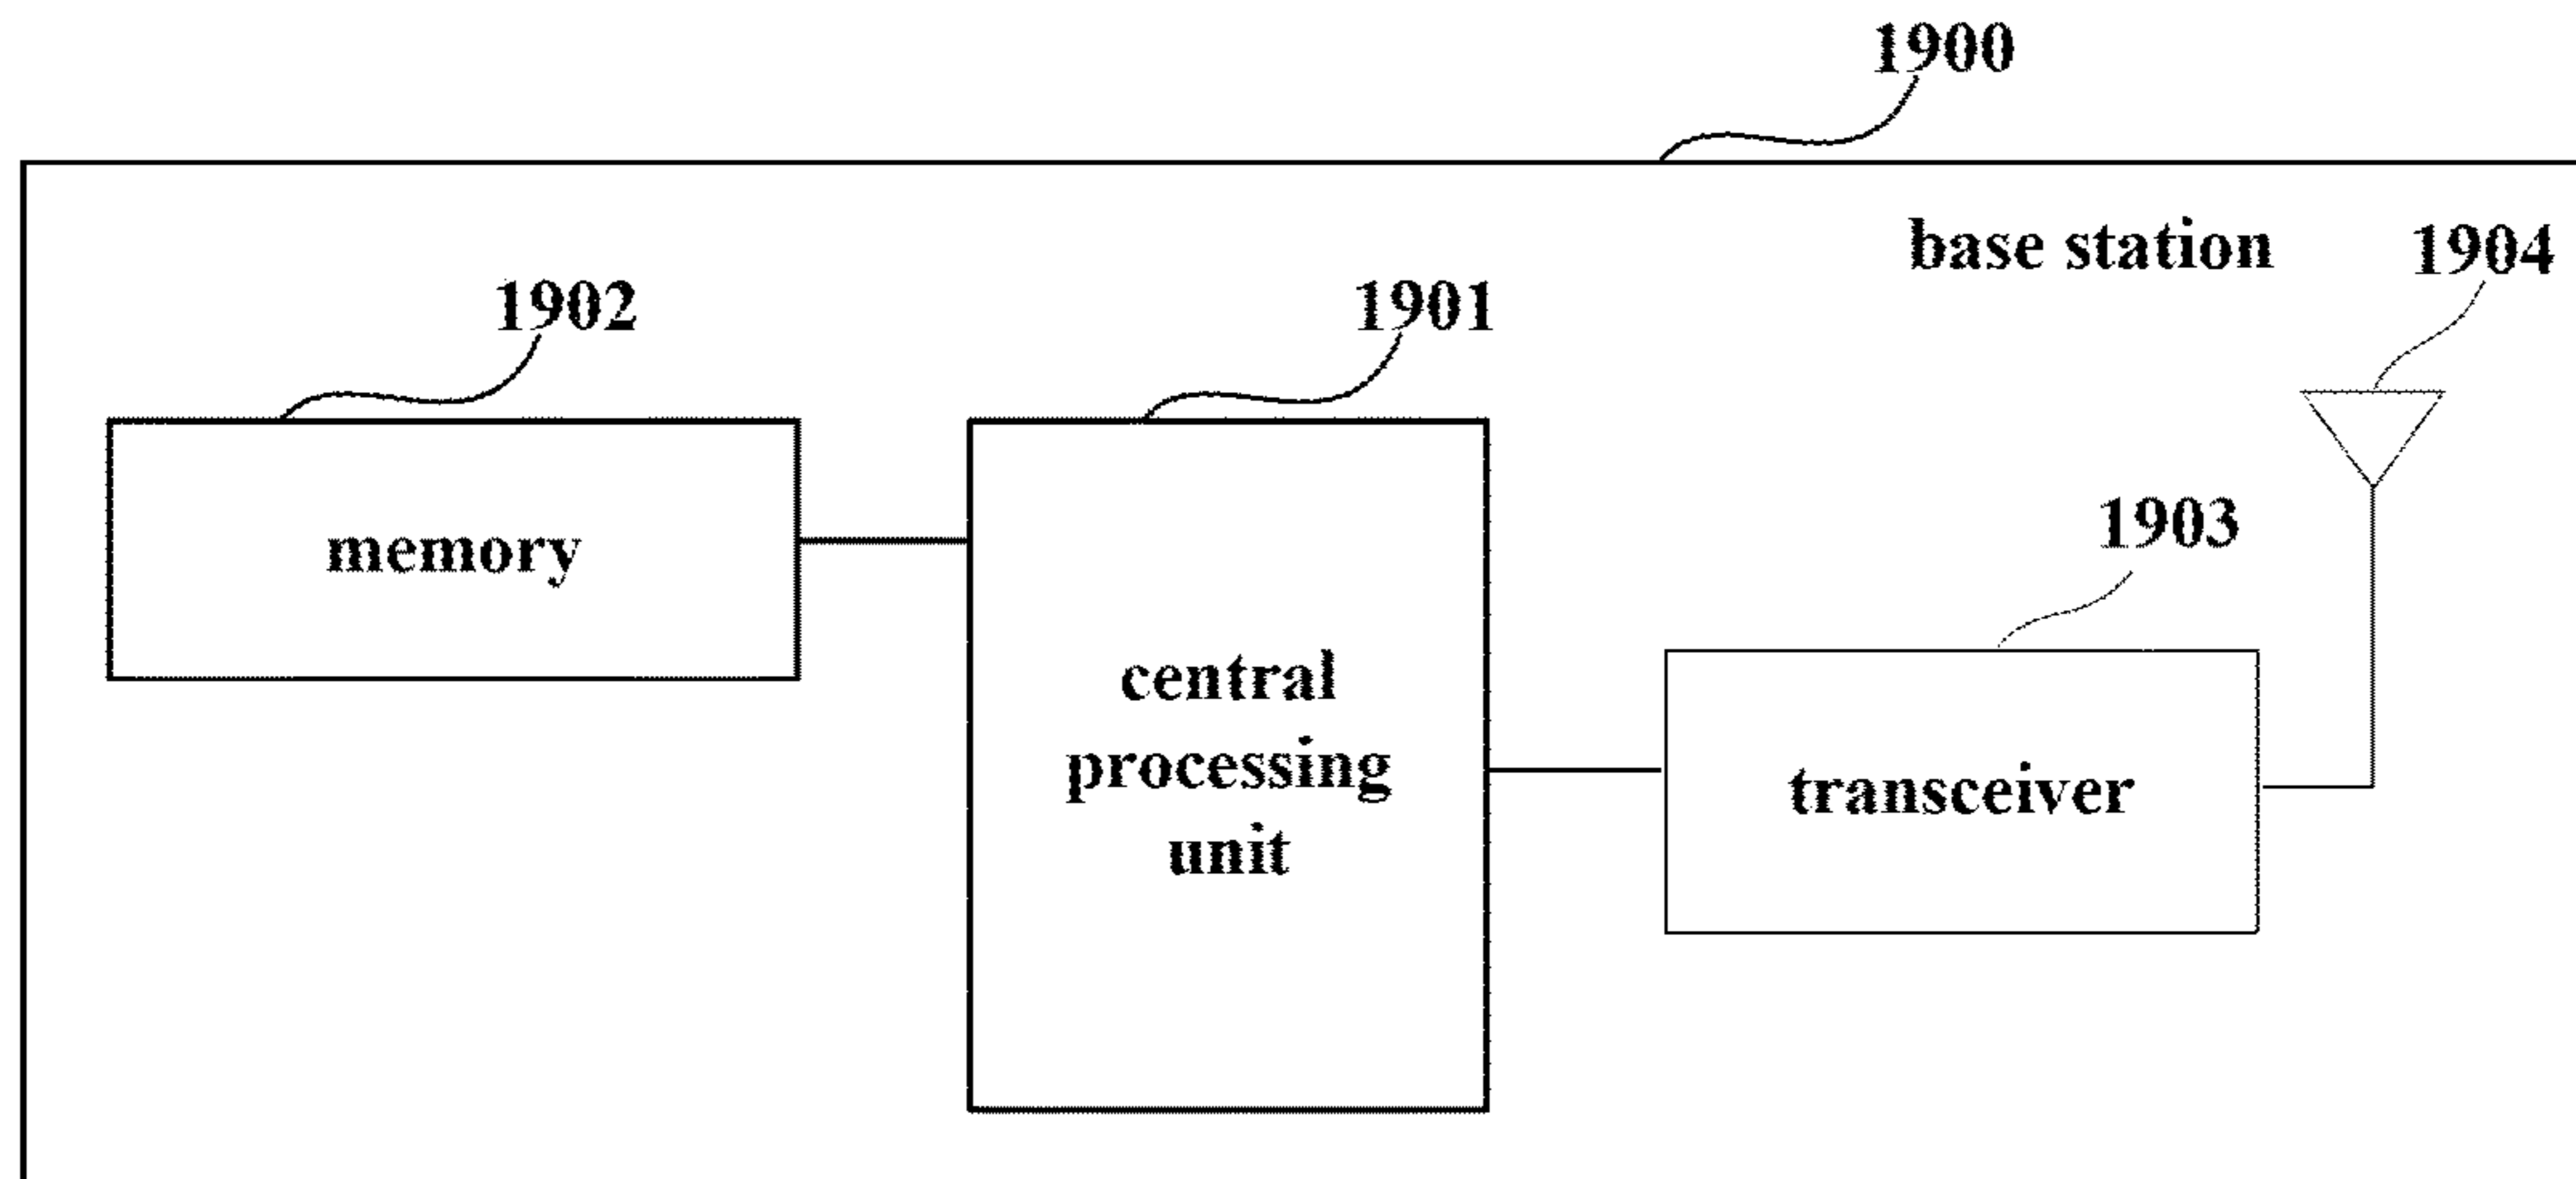 1900
base station
1904
1902
1901
1903
memory
central
processing
unit
transceiver